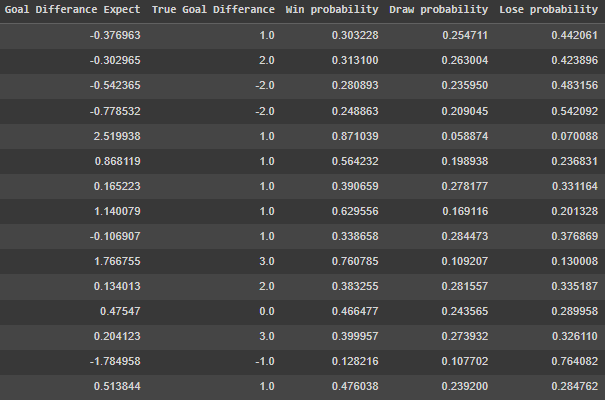 Goal Difference Expect True Goal Differance Win probability Draw probability Lose probability
-0.376963 1.0 0.303228 0.254711 0.442061
-0.302965 2.0 0.313100 0.263004 0.423896
-0.542365 -2.0 0.280893 0.235950 0.483156
-0.778532 -2.0 0.248863 0.209045 0.542092
2.519938 1.0 0.871039 0.058874 0.070088
0.868119 1.0 0.564232 0.198938 0.236831
0.165223 1.0 0.390659 0.278177 0.331164
1.140079 1.0 0.629556 0.169116 0.201328
-0.106907 1.0 0.338658 0.284473 0.376869
1.766755 3.0 0.760785 0.109207 0.130008
0.134013 2.0 0.383255 0.281557 0.335187
0.47547 0.0 0.466477 0.243565 0.289958
0.204123 3.0 0.399957 0.273932 0.326110
-1.784958 -1.0 0.128216 0.107702 0.764082
0.513844 1.0 0.476038 0.239200 0.284762